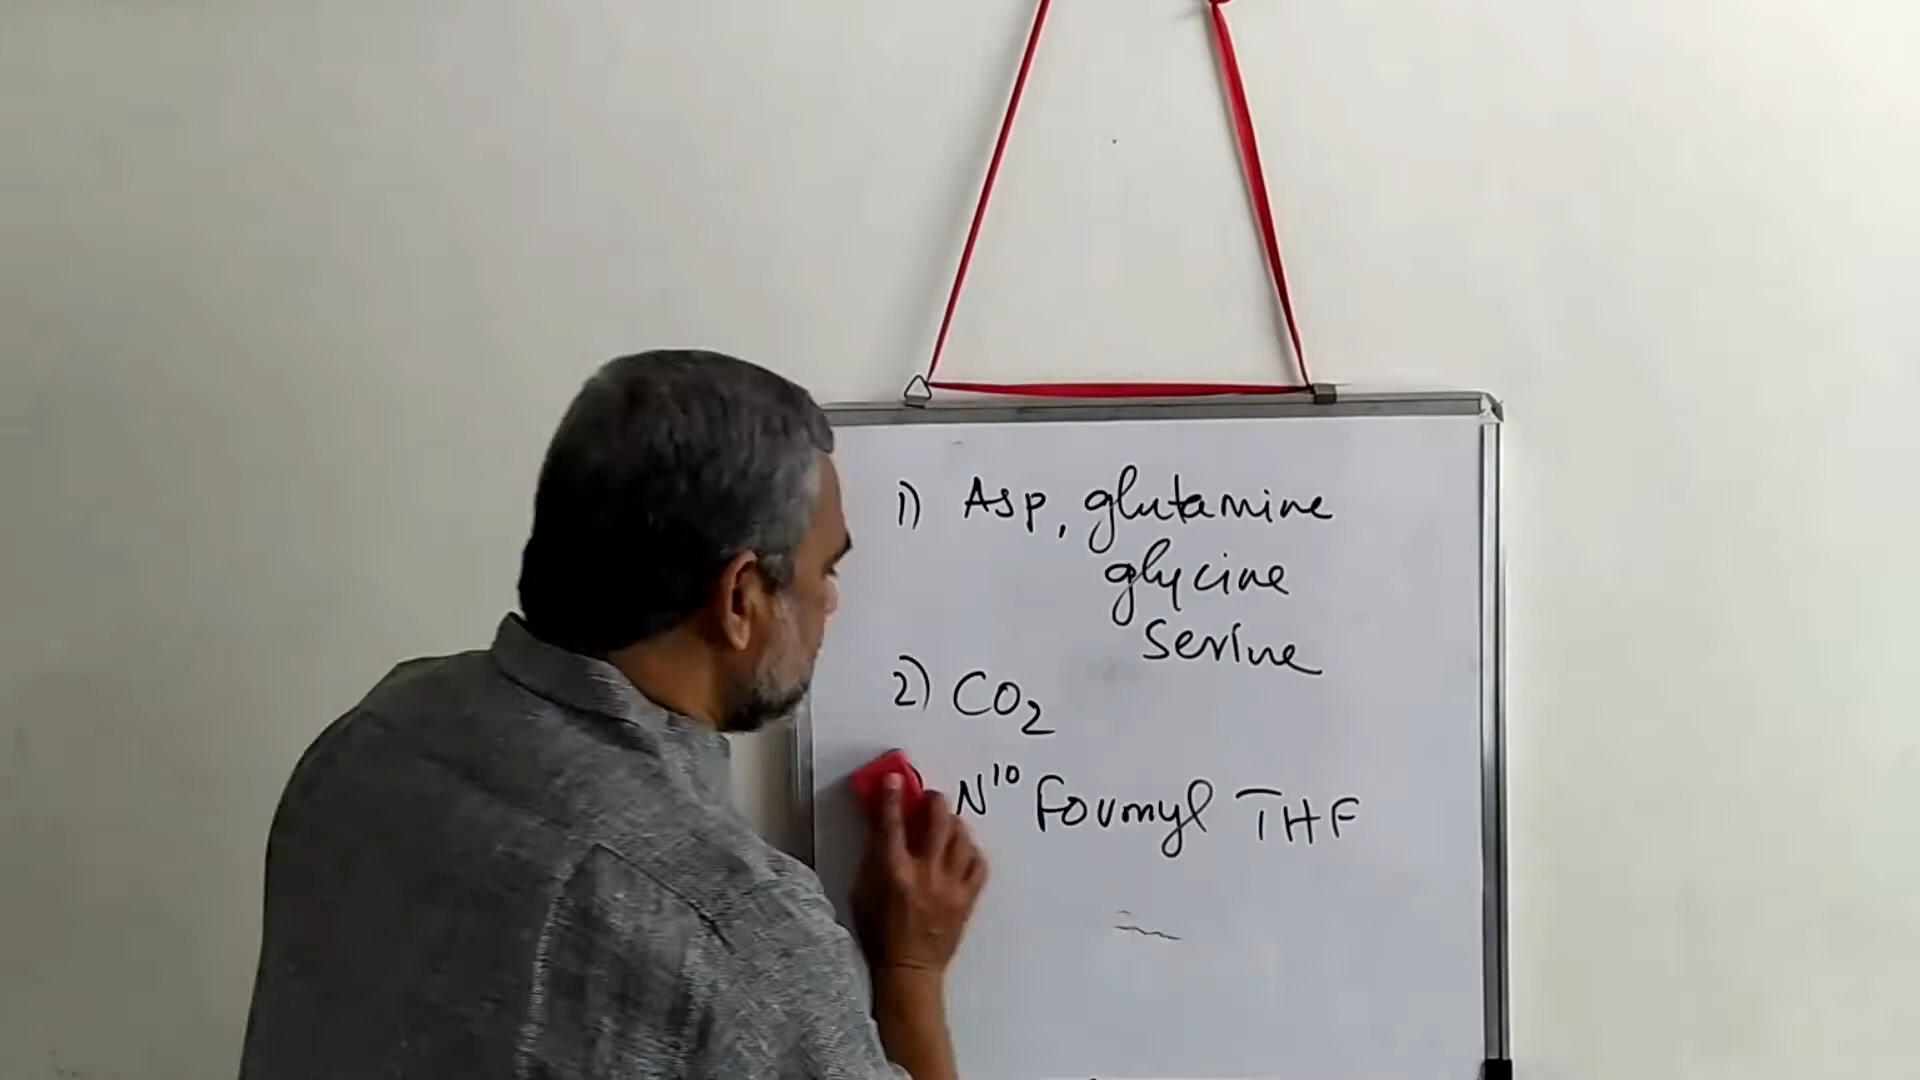 1) Asp, glutamine
glycine
serine
2) CO₂
) N¹⁰ Formyl THF